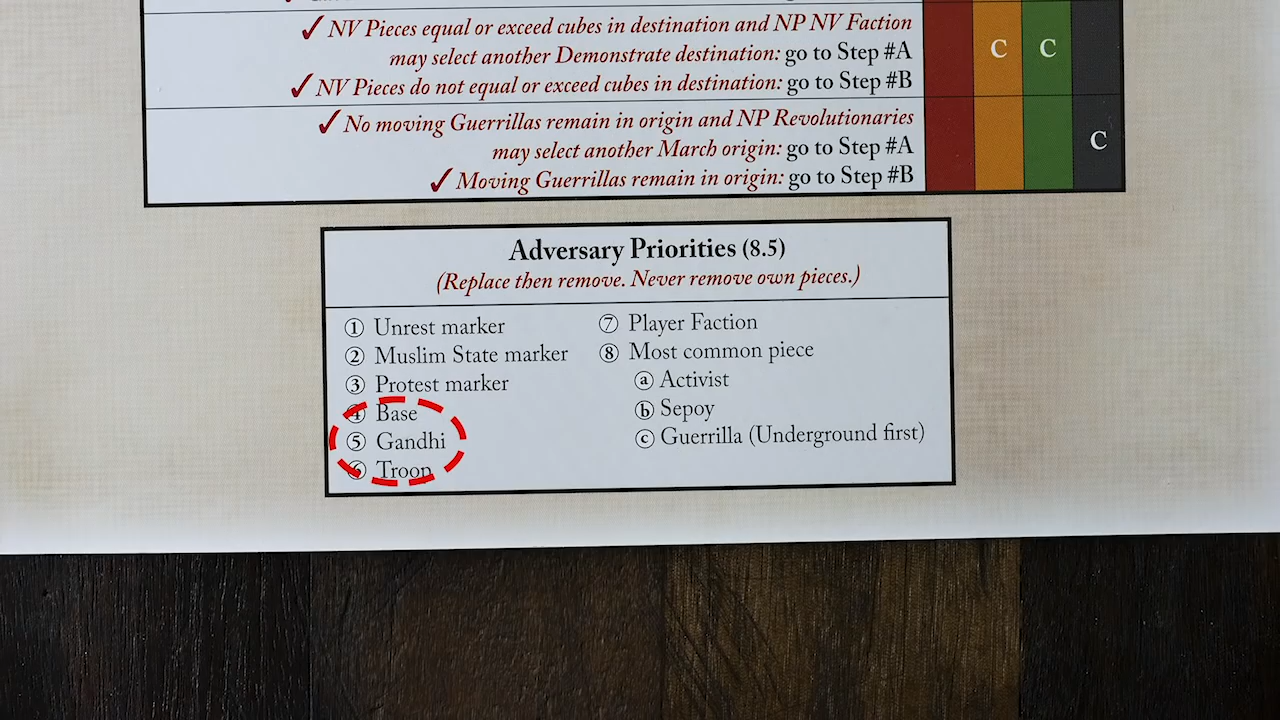 ✓ NV Pieces equal or exceed cubes in destination and NP NV Faction
may select another Demonstrate destination: go to Step #A
✓ NV Pieces do not equal or exceed cubes in destination: go to Step #B
C C
✓ No moving Guerrillas remain in origin and NP Revolutionaries
may select another March origin: go to Step #A
✓ Moving Guerrillas remain in origin: go to Step #B
C
Adversary Priorities (8.5)
(Replace then remove. Never remove own pieces.)
① Unrest marker
② Muslim State marker
③ Protest marker
④ Base
⑤ Gandhi
⑥ Troop
⑦ Player Faction
⑧ Most common piece
ⓐ Activist
ⓑ Sepoy
ⓒ Guerrilla (Underground first)